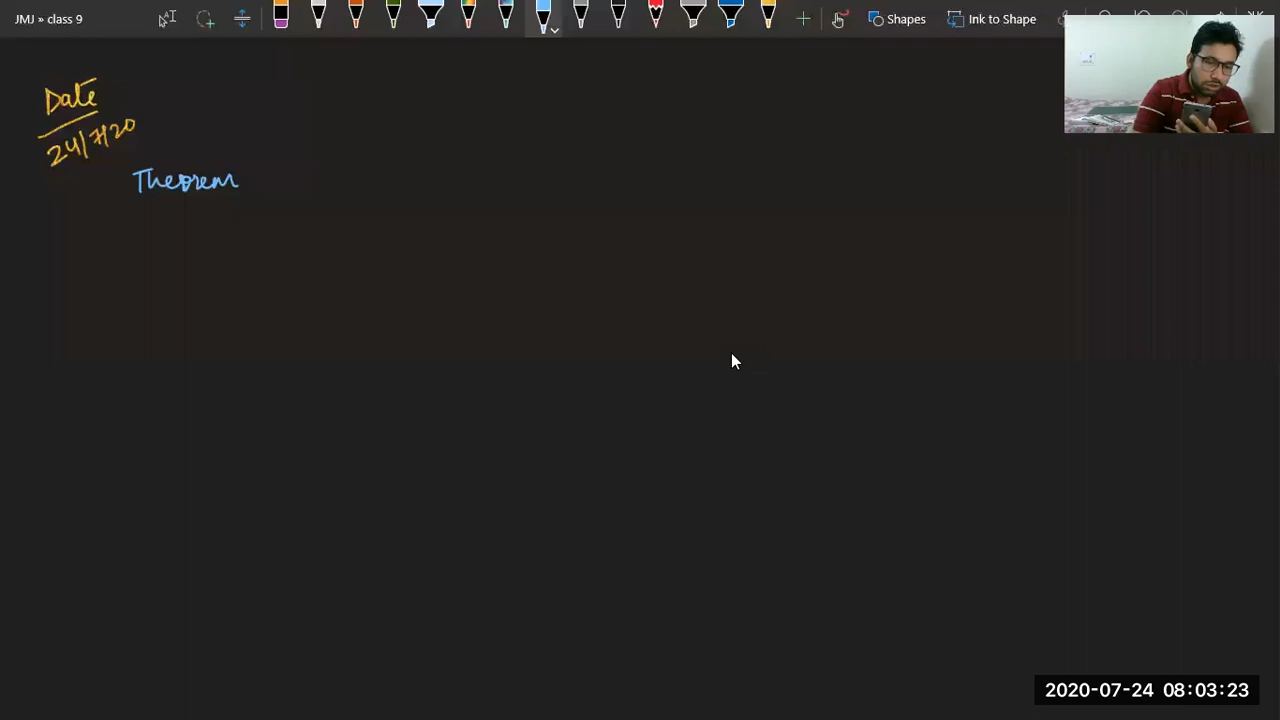 JMJ » class 9
Shapes
Ink to Shape
Date
24/7/20
Theorem
2020-07-24 08:03:23